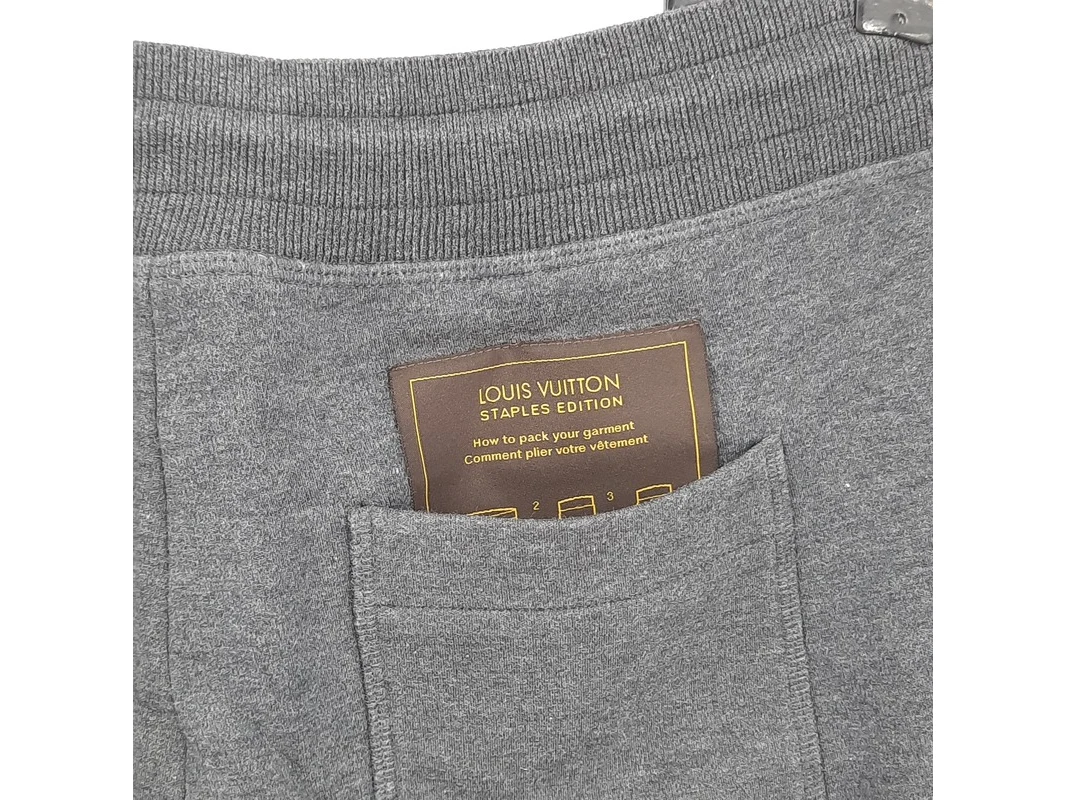 LOUIS VUITTON
STAPLES EDITION
How to pack your garment
Comment plier votre vêtement
2 3